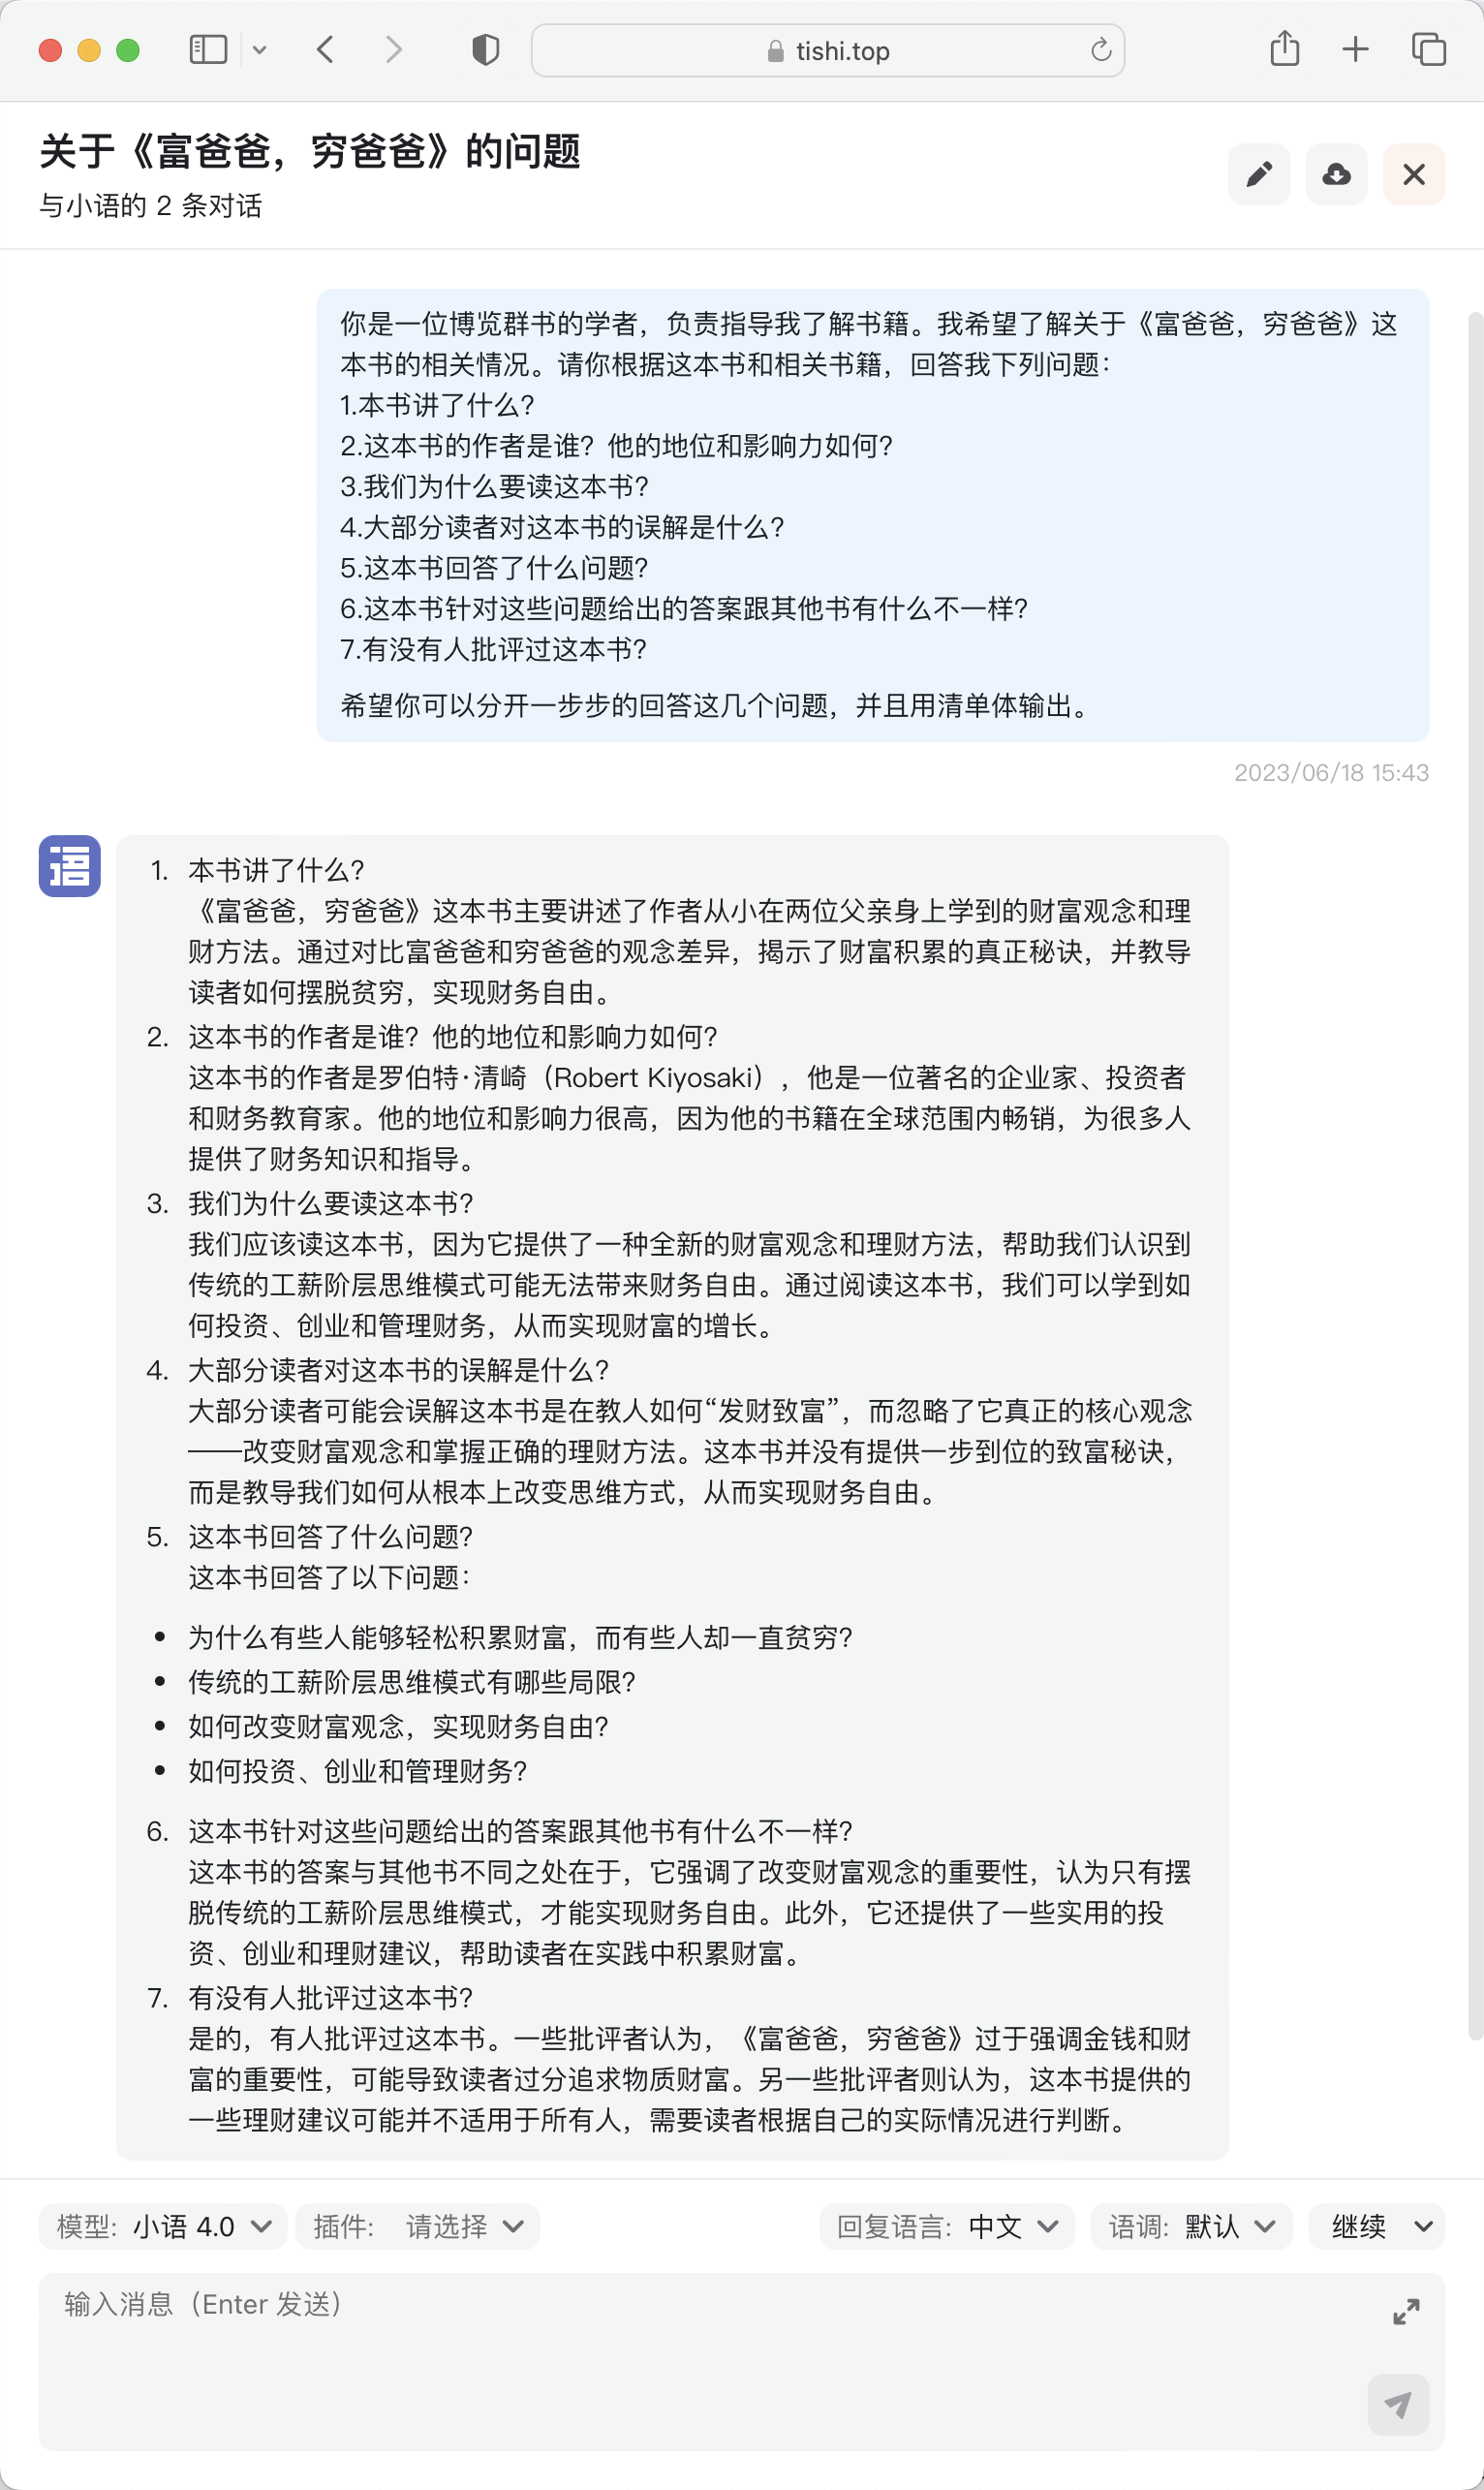 tishi.top
关于《富爸爸，穷爸爸》的问题
与小语的 2 条对话
你是一位博览群书的学者，负责指导我了解书籍。我希望了解关于《富爸爸，穷爸爸》这
本书的相关情况。请你根据这本书和相关书籍，回答我下列问题：
1.本书讲了什么？
2.这本书的作者是谁？他的地位和影响力如何？
3.我们为什么要读这本书？
4.大部分读者对这本书的误解是什么？
5.这本书回答了什么问题？
6.这本书针对这些问题给出的答案跟其他书有什么不一样？
7.有没有人批评过这本书？
希望你可以分开一步步的回答这几个问题，并且用清单体输出。
2023/06/18 15:43
语
1. 本书讲了什么？
《富爸爸，穷爸爸》这本书主要讲述了作者从小在两位父亲身上学到的财富观念和理
财方法。通过对比富爸爸和穷爸爸的观念差异，揭示了财富积累的真正秘诀，并教导
读者如何摆脱贫穷，实现财务自由。
2. 这本书的作者是谁？他的地位和影响力如何？
这本书的作者是罗伯特·清崎（Robert Kiyosaki），他是一位著名的企业家、投资者
和财务教育家。他的地位和影响力很高，因为他的书籍在全球范围内畅销，为很多人
提供了财务知识和指导。
3. 我们为什么要读这本书？
我们应该读这本书，因为它提供了一种全新的财富观念和理财方法，帮助我们认识到
传统的工薪阶层思维模式可能无法带来财务自由。通过阅读这本书，我们可以学到如
何投资、创业和管理财务，从而实现财富的增长。
4. 大部分读者对这本书的误解是什么？
大部分读者可能会误解这本书是在教人如何“发财致富”，而忽略了它真正的核心观念
——改变财富观念和掌握正确的理财方法。这本书并没有提供一步到位的致富秘诀，
而是教导我们如何从根本上改变思维方式，从而实现财务自由。
5. 这本书回答了什么问题？
这本书回答了以下问题：
• 为什么有些人能够轻松积累财富，而有些人却一直贫穷？
• 传统的工薪阶层思维模式有哪些局限？
• 如何改变财富观念，实现财务自由？
• 如何投资、创业和管理财务？
6. 这本书针对这些问题给出的答案跟其他书有什么不一样？
这本书的答案与其他书不同之处在于，它强调了改变财富观念的重要性，认为只有摆
脱传统的工薪阶层思维模式，才能实现财务自由。此外，它还提供了一些实用的投
资、创业和理财建议，帮助读者在实践中积累财富。
7. 有没有人批评过这本书？
是的，有人批评过这本书。一些批评者认为，《富爸爸，穷爸爸》过于强调金钱和财
富的重要性，可能导致读者过分追求物质财富。另一些批评者则认为，这本书提供的
一些理财建议可能并不适用于所有人，需要读者根据自己的实际情况进行判断。
模型: 小语 4.0 插件: 请选择 回复语言: 中文 语调: 默认 继续
输入消息（Enter 发送）